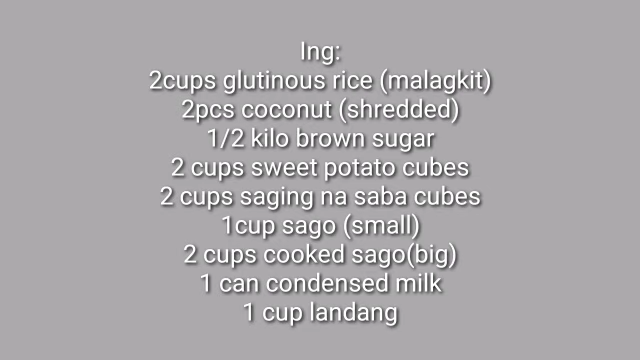 Ing:
2cups glutinous rice (malagkit)
2pcs coconut (shredded)
1/2 kilo brown sugar
2 cups sweet potato cubes
2 cups saging na saba cubes
1cup sago (small)
2 cups cooked sago(big)
1 can condensed milk
1 cup landang